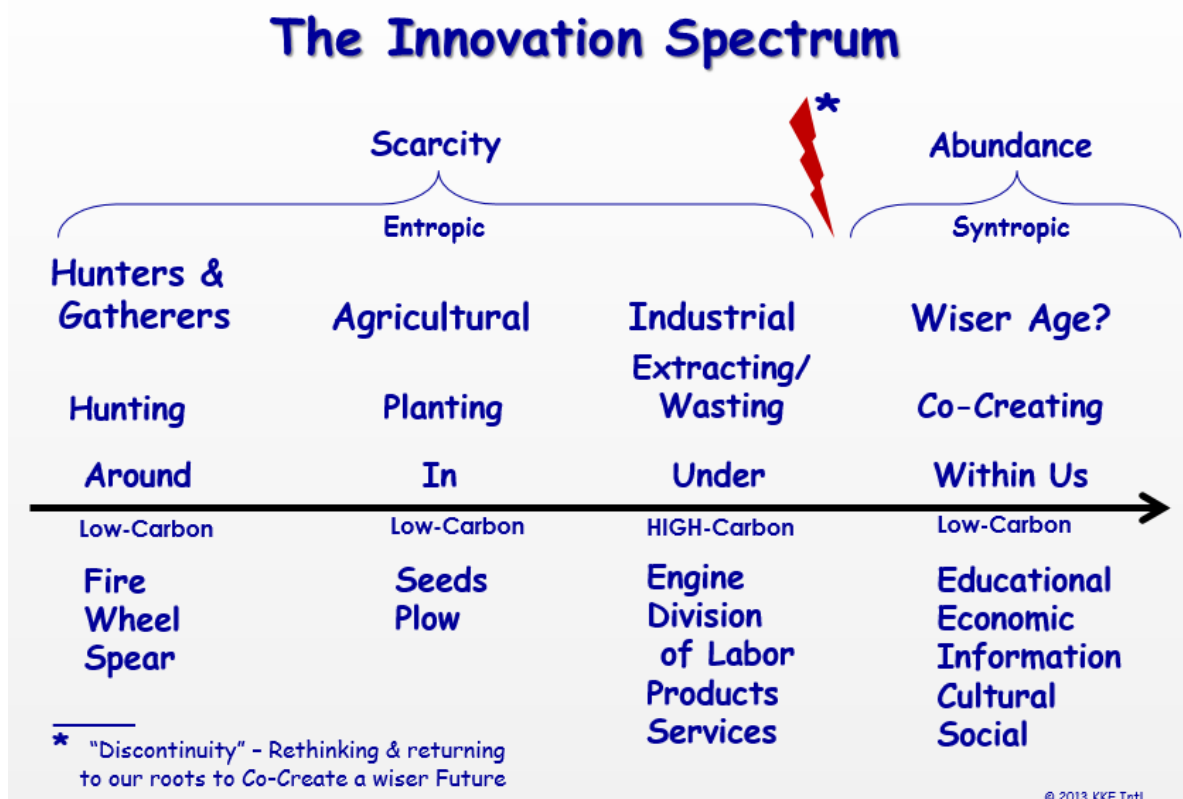 The Innovation Spectrum
*
Scarcity
Abundance
Entropic
Syntropic
Hunters &
Gatherers
Agricultural
Industrial
Wiser Age?
Hunting
Planting
Extracting/
Wasting
Co-Creating
Around
In
Under
Within Us
Low-Carbon
Low-Carbon
HIGH-Carbon
Low-Carbon
Fire
Wheel
Spear
Seeds
Plow
Engine
Division
of Labor
Products
Services
Educational
Economic
Information
Cultural
Social
* "Discontinuity" – Rethinking & returning
to our roots to Co-Create a wiser Future
© 2013 KKE Intl